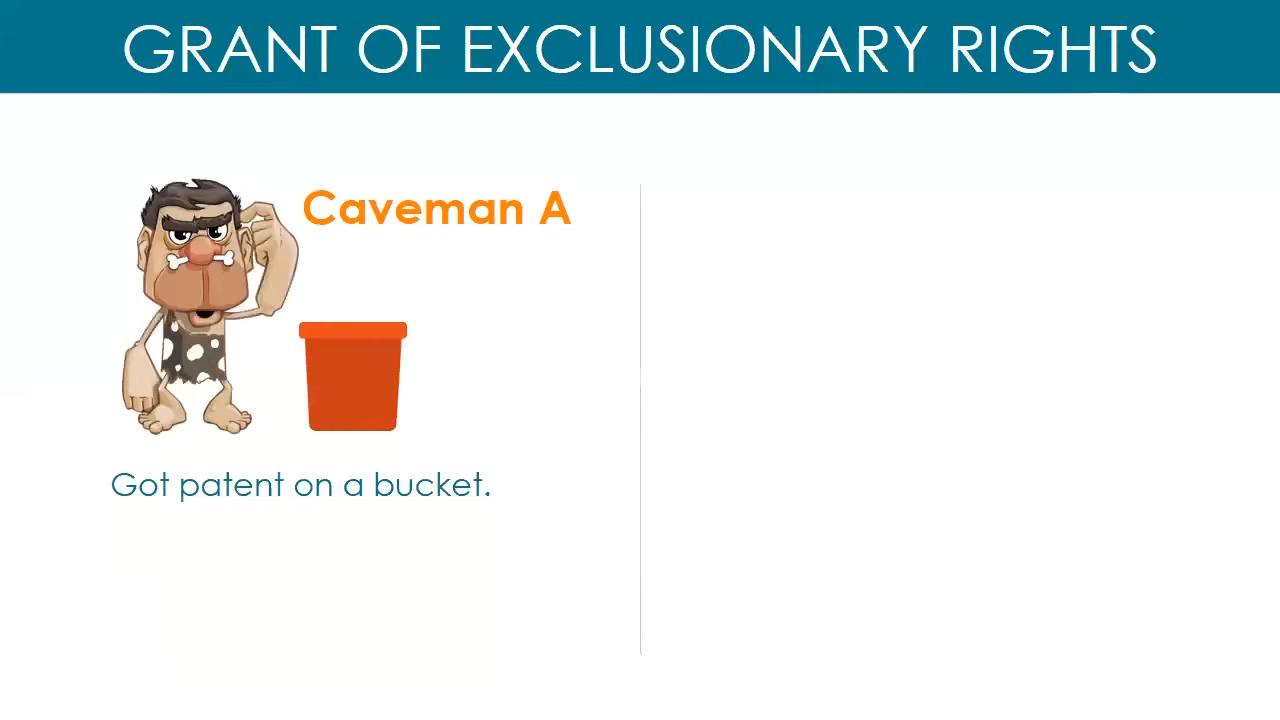 GRANT OF EXCLUSIONARY RIGHTS
Caveman A
Got patent on a bucket.